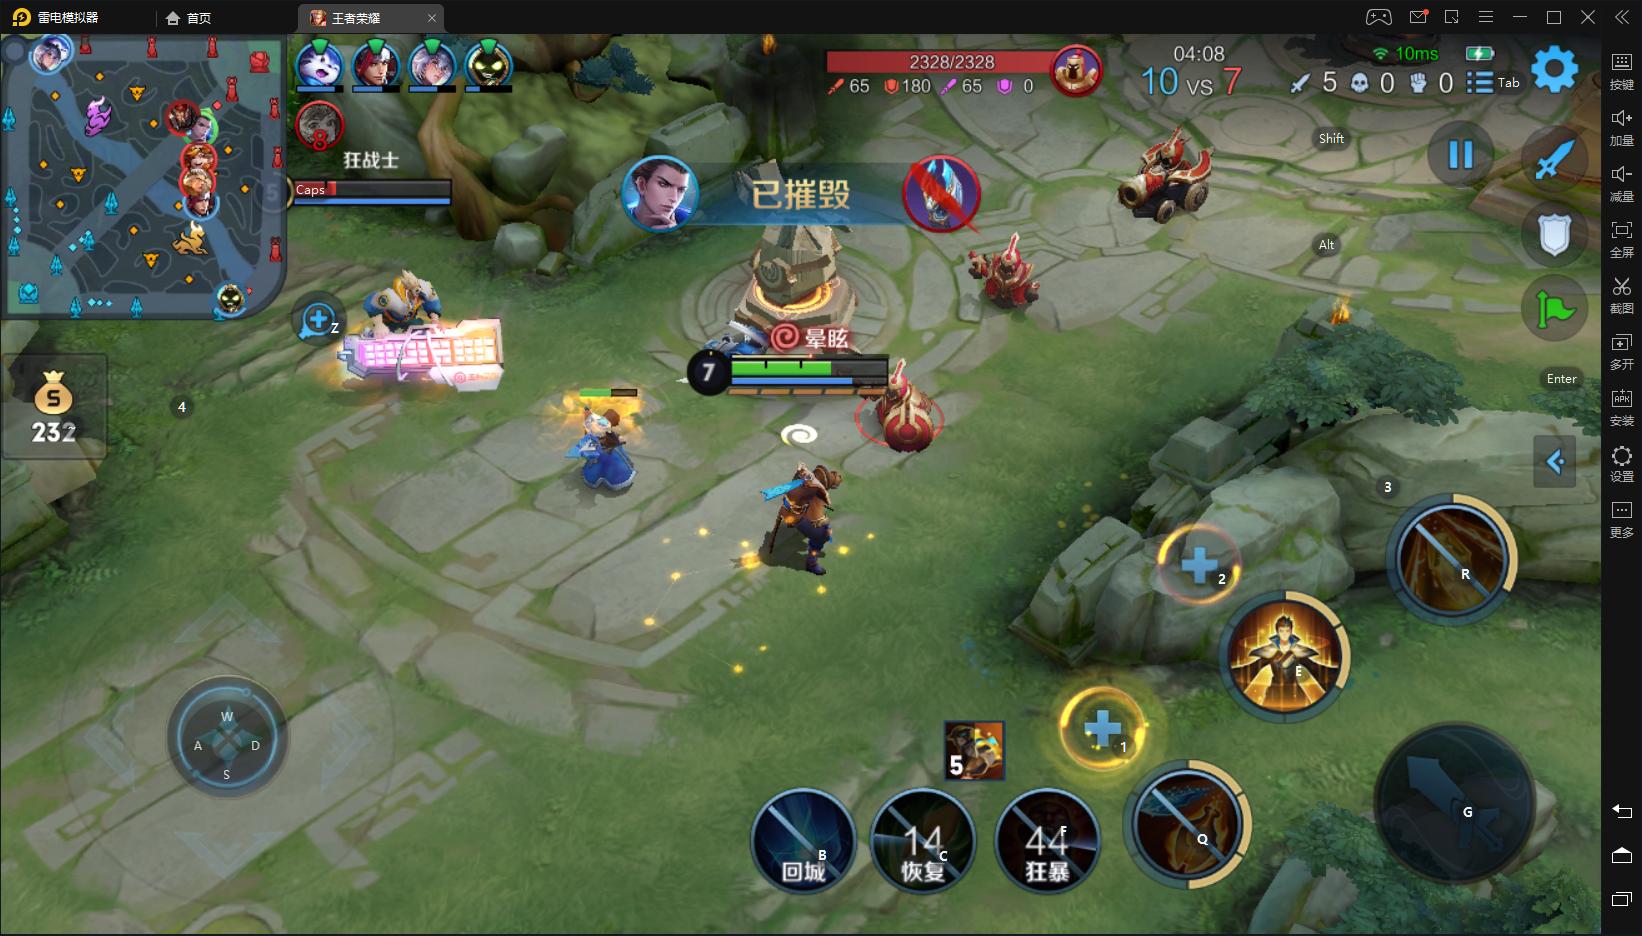 雷电模拟器
首页
王者荣耀
2328/2328
65
180
65
0
04:08
10 VS 7
10ms
5
0
0
Tab
8
狂战士
Caps
5
已摧毁
Shift
Alt
Z
晕眩
7
232
4
Enter
3
2
R
E
1
5
W
A
D
S
B
回城
14
C
恢复
44
F
狂暴
Q
G
按键
加量
减量
全屏
截图
多开
APK
安装
设置
更多